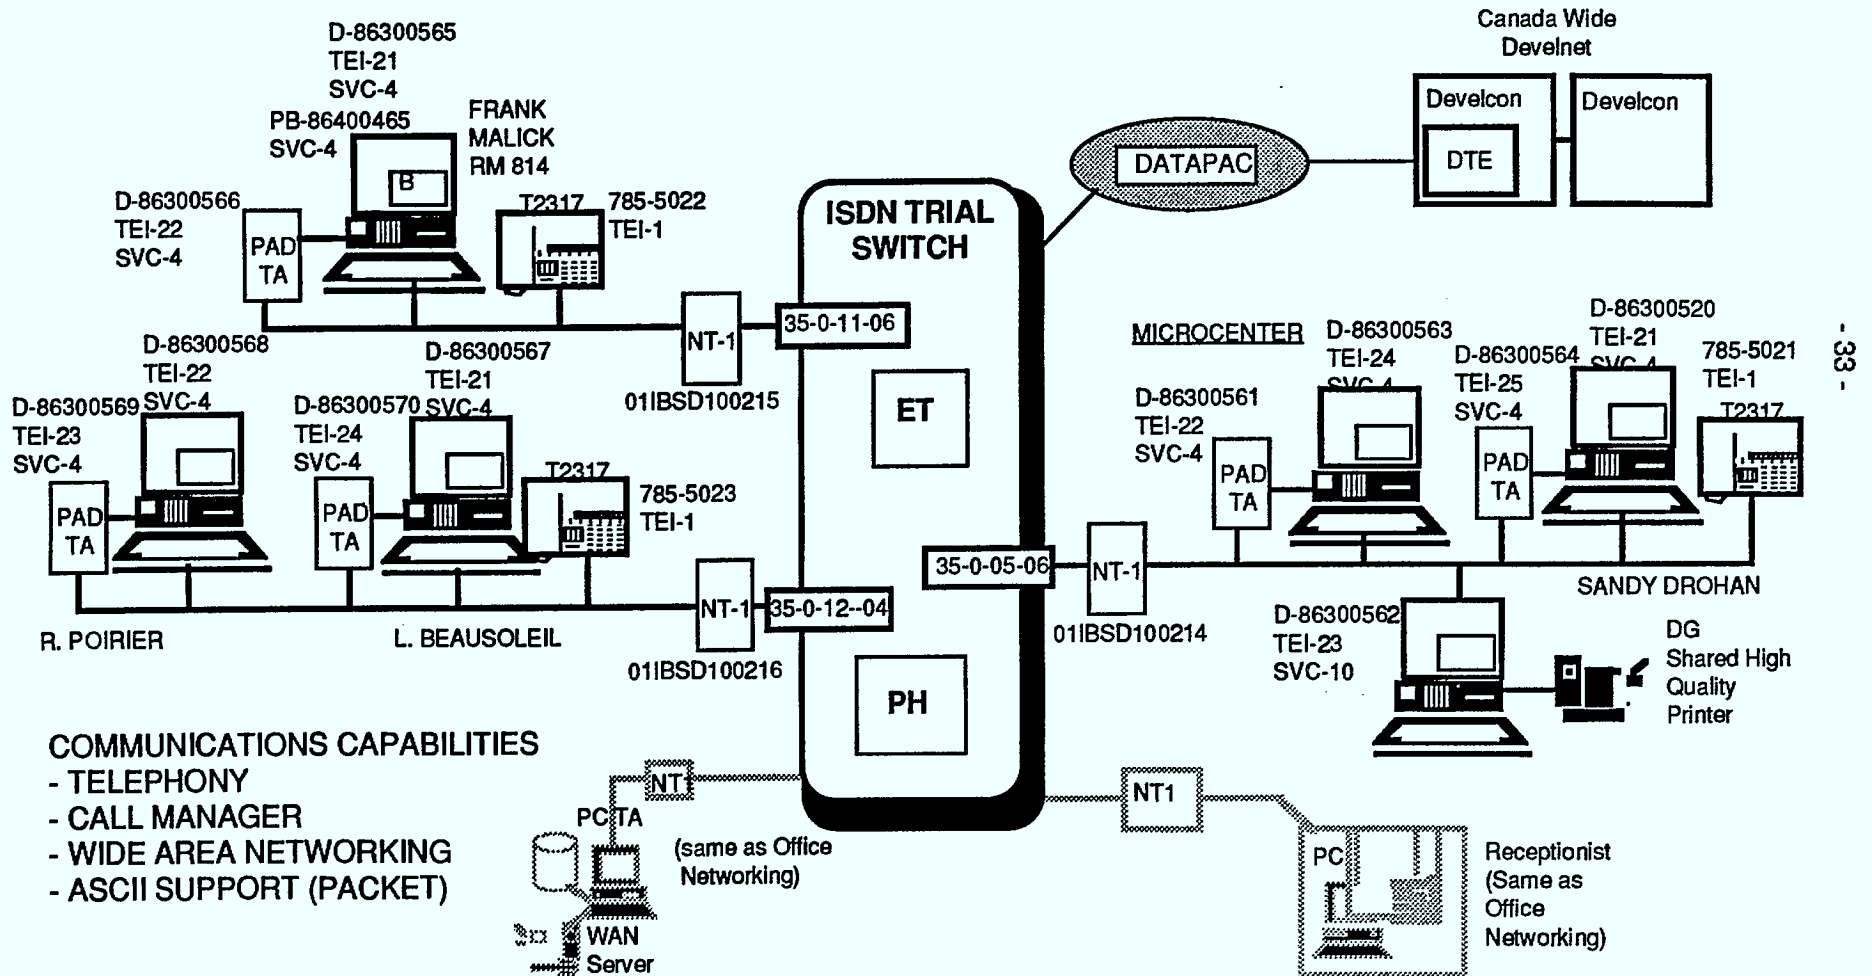 D-86300565
TEI-21
SVC-4
PB-86400465
SVC-4
FRANK
MALICK
RM 814
B
D-86300566
TEI-22
SVC-4
PAD
TA
T2317
785-5022
TEI-1
NT-1
01IBSD100215
35-0-11-06
ISDN TRIAL
SWITCH
ET
PH
DATAPAC
Canada Wide
Develnet
Develcon
DTE
Develcon
- 33 -
D-86300568
TEI-22
SVC-4
D-86300567
TEI-21
SVC-4
D-86300569
TEI-23
SVC-4
PAD
TA
D-86300570
TEI-24
SVC-4
PAD
TA
T2317
785-5023
TEI-1
NT-1
35-0-12--04
01IBSD100216
R. POIRIER
L. BEAUSOLEIL
MICROCENTER
D-86300563
TEI-24
SVC-4
D-86300520
TEI-21
SVC-4
D-86300564
TEI-25
SVC-4
785-5021
TEI-1
T2317
D-86300561
TEI-22
SVC-4
PAD
TA
PAD
TA
35-0-05-06
NT-1
01IBSD100214
SANDY DROHAN
D-86300562
TEI-23
SVC-10
DG
Shared High
Quality
Printer
COMMUNICATIONS CAPABILITIES
- TELEPHONY
- CALL MANAGER
- WIDE AREA NETWORKING
- ASCII SUPPORT (PACKET)
NT1
PC TA
(same as Office
Networking)
WAN
Server
NT1
PC
Receptionist
(Same as
Office
Networking)